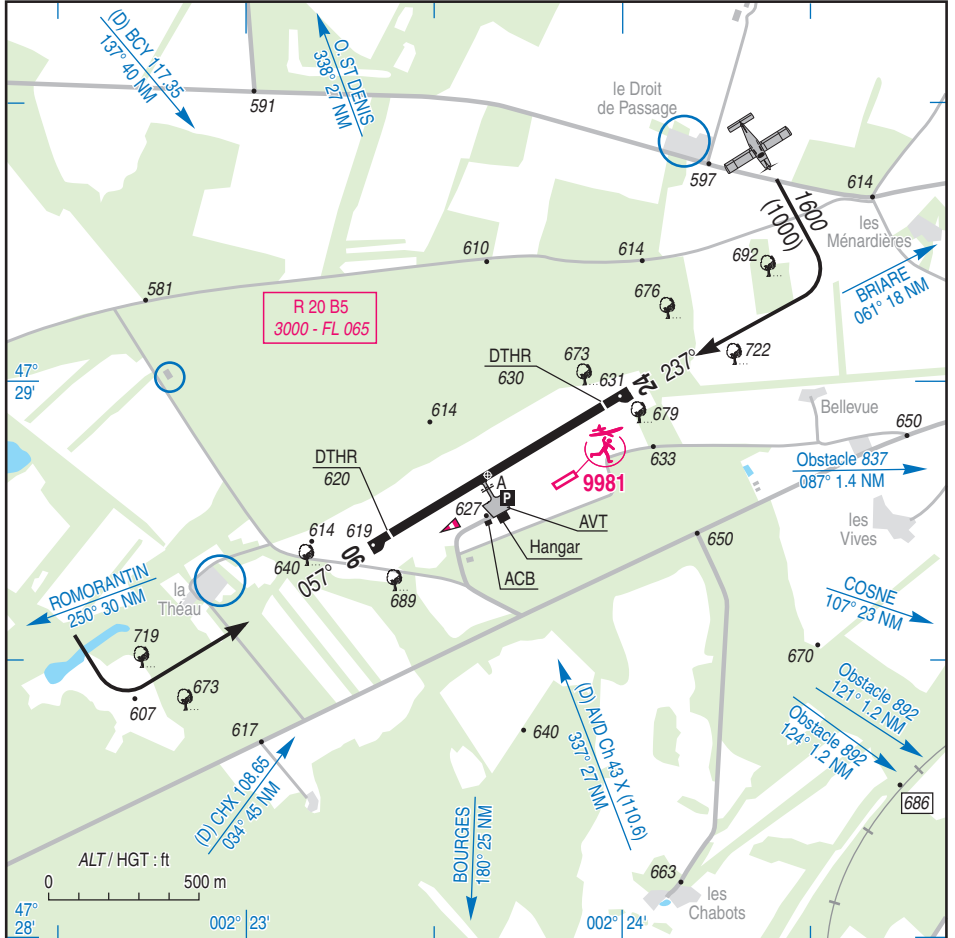 (D) BCY 117.35
137° 40 NM
O. ST DENIS
338° 27 NM
591
le Droit
de Passage
597
614
1600
(1000)
les
Ménardières
BRIARE
061° 18 NM
610
614
692
676
581
R 20 B5
3000 - FL 065
722
237°
24
673
631
DTHR
630
679
47°
29'
614
Bellevue
650
633
Obstacle 837
087° 1.4 NM
DTHR
620
A
P
9981
627
AVT
Hangar
ACB
les
Vives
650
614
619
06
057°
640
689
la
Théau
ROMORANTIN
250° 30 NM
COSNE
107° 23 NM
719
673
607
670
Obstacle 892
121° 1.2 NM
Obstacle 892
124° 1.2 NM
686
617
640
(D) AVD Ch 43 X (110.6)
337° 27 NM
(D) CHX 108.65
034° 45 NM
BOURGES
180° 25 NM
ALT / HGT : ft
0
500 m
663
les
Chabots
47°
28'
002° 23'
002° 24'